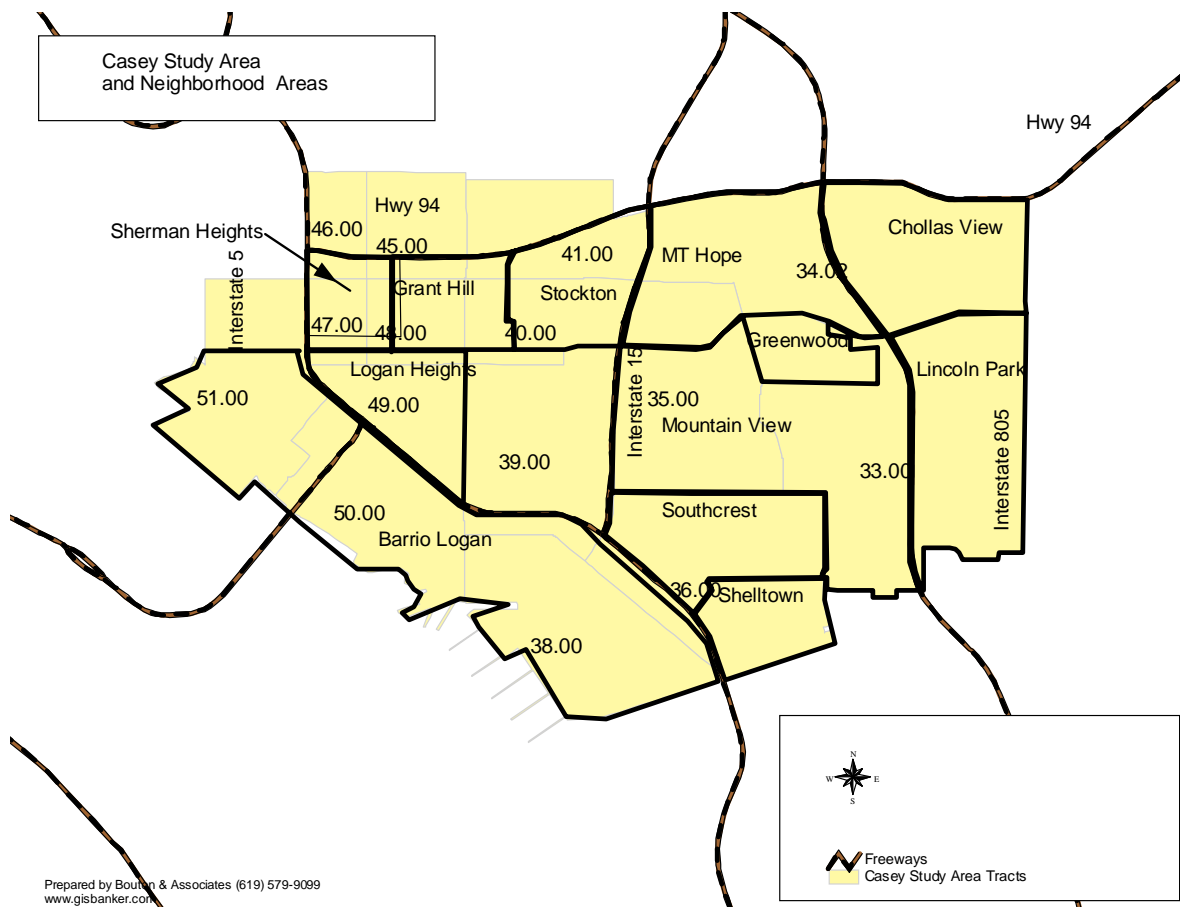 Casey Study Area
and Neighborhood Areas
Hwy 94
Hwy 94
Sherman Heights
46.00
45.00
Chollas View
41.00
MT Hope
34.02
Interstate 5
Grant Hill
Stockton
47.00
48.00
40.00
Greenwood
Logan Heights
Lincoln Park
51.00
49.00
Interstate 15
35.00
Mountain View
Interstate 805
39.00
33.00
50.00
Southcrest
Barrio Logan
36.00
Shelltown
38.00
N
W E
S
Freeways
Casey Study Area Tracts
Prepared by Bouton & Associates (619) 579-9099
www.gisbanker.com